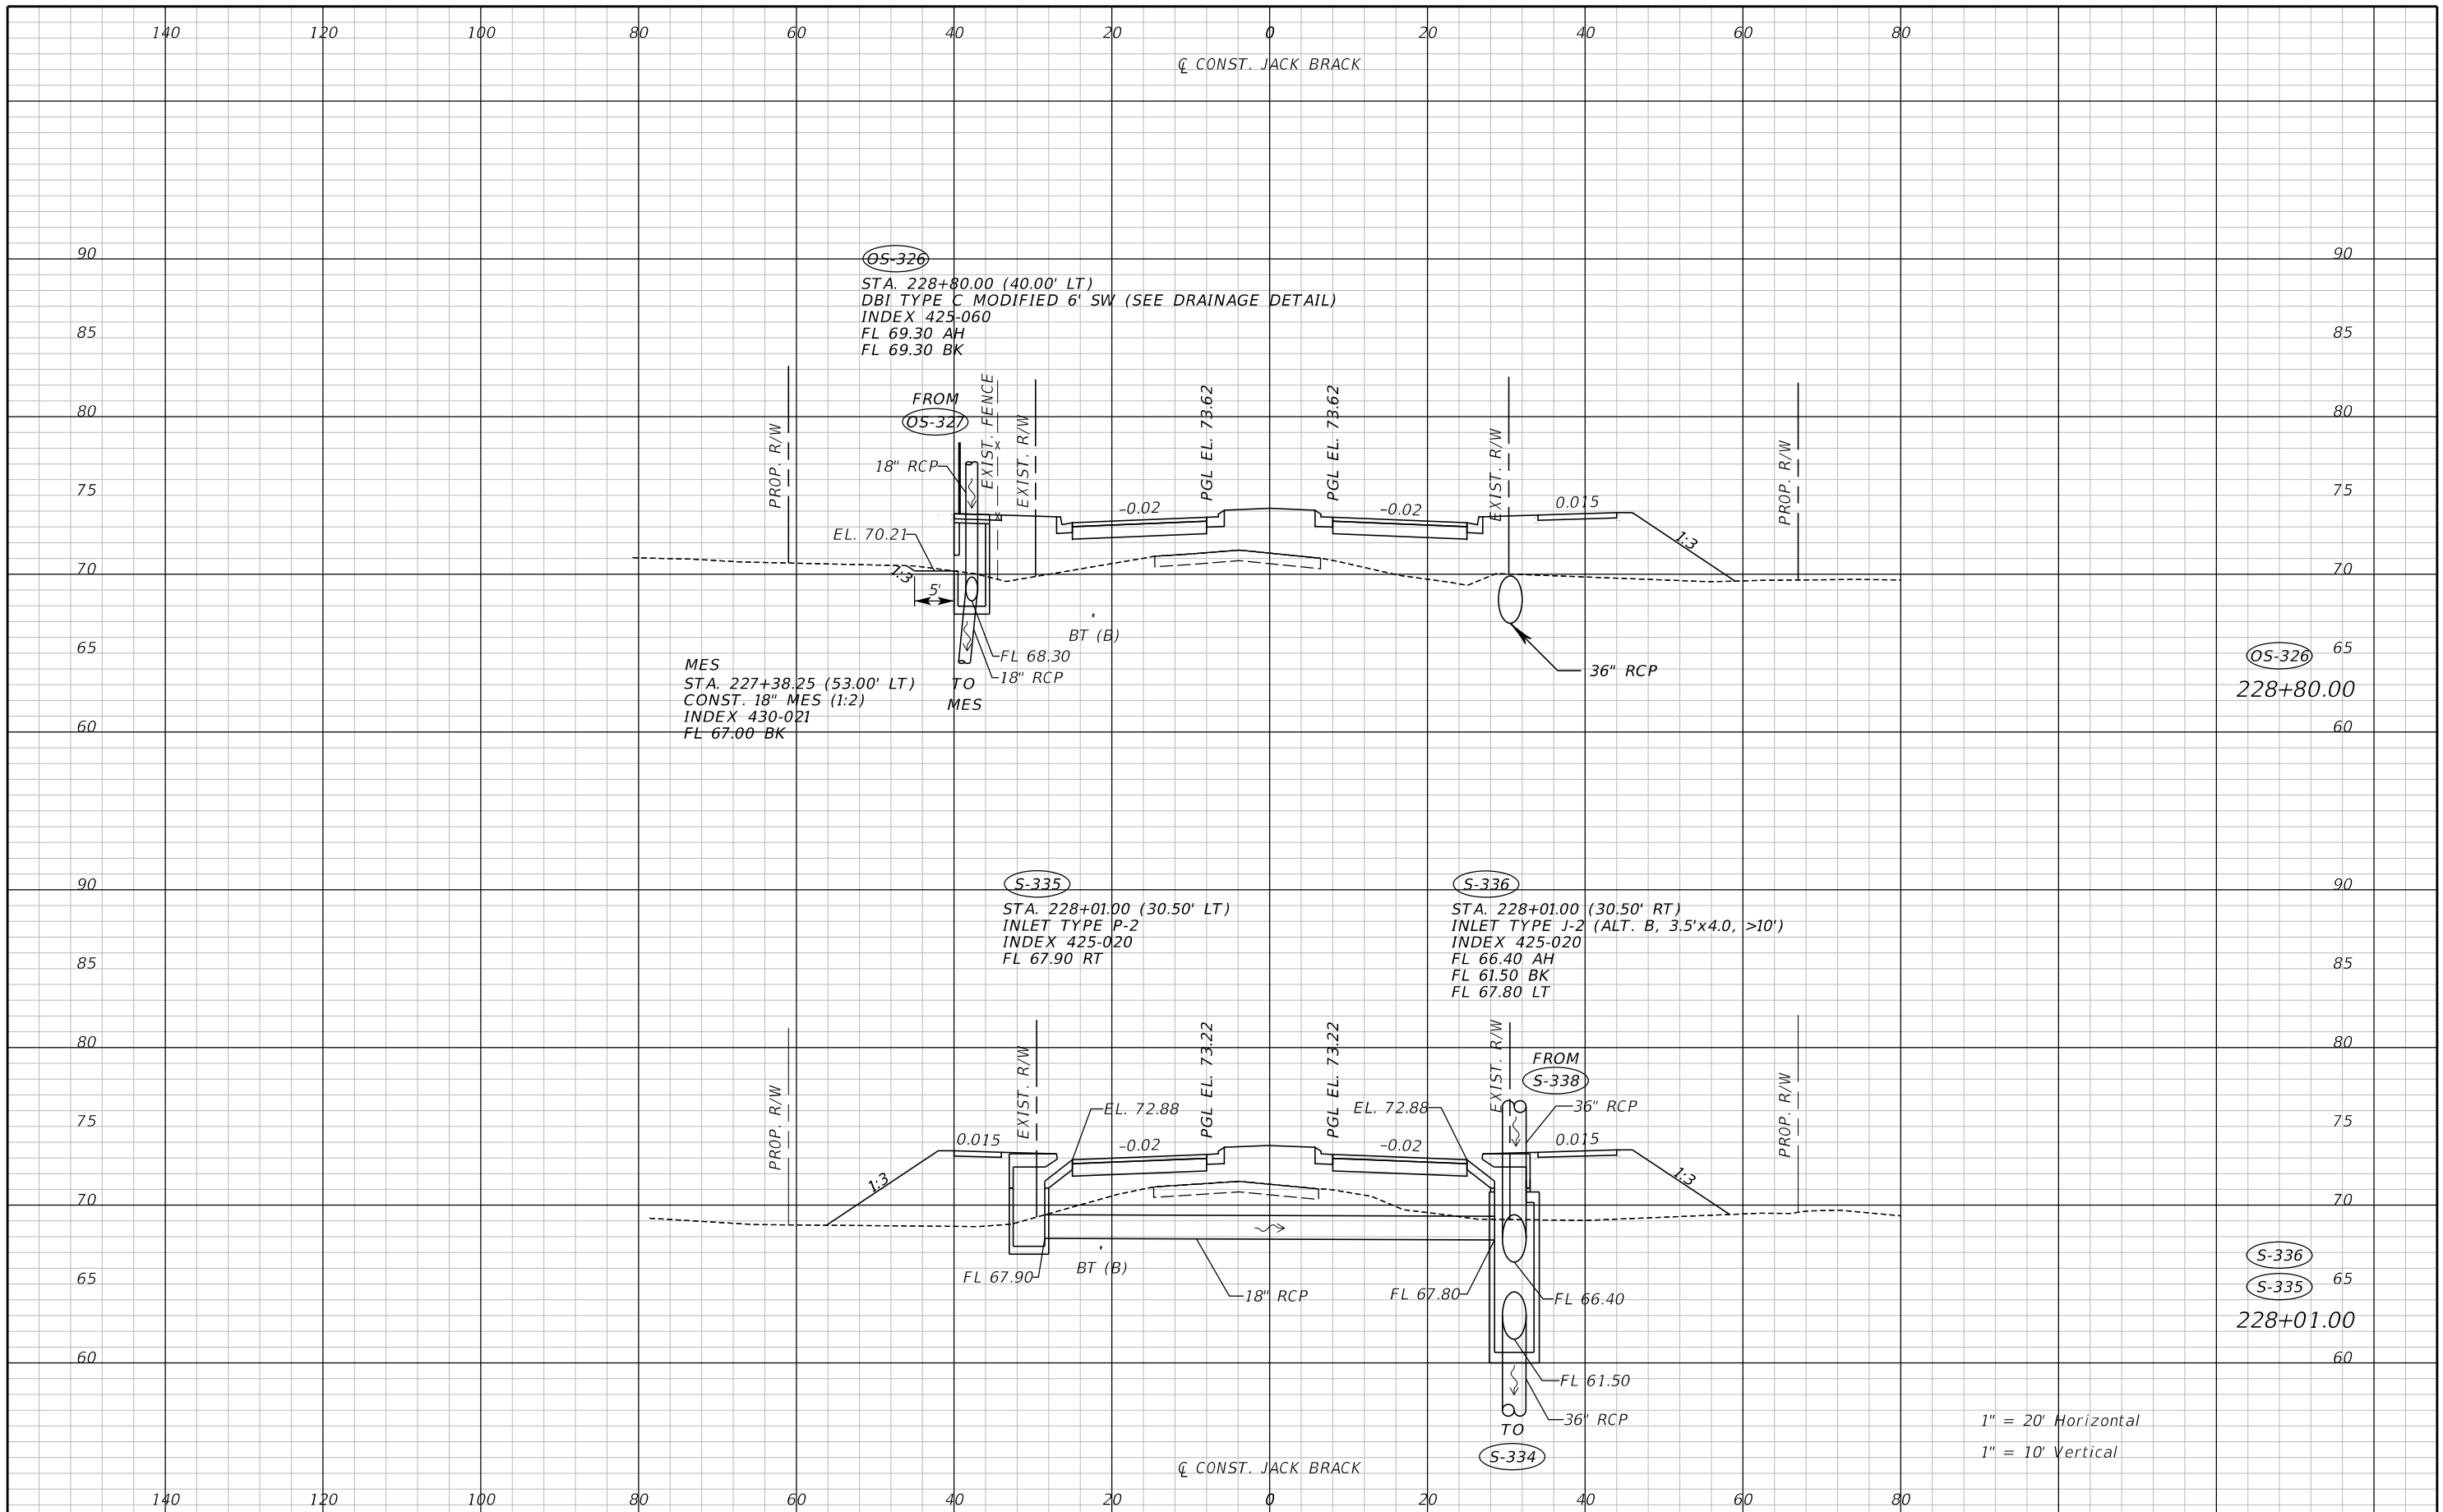 140 120 100 80 60 40 20 0 20 40 60 80
℄ CONST. JACK BRACK
90 90
OS-326
STA. 228+80.00 (40.00' LT)
DBI TYPE C MODIFIED 6' SW (SEE DRAINAGE DETAIL)
INDEX 425-060
FL 69.30 AH
FL 69.30 BK
85 85
80 80
FROM
OS-327
18" RCP
PROP. R/W
EXIST. FENCE
EXIST. R/W
PGL EL. 73.62
PGL EL. 73.62
EXIST. R/W
PROP. R/W
75 75
-0.02
-0.02
0.015
1:3
EL. 70.21
1:3
5'
70 70
BT (B)
FL 68.30
18" RCP
TO
MES
36" RCP
65 65
OS-326
228+80.00
MES
STA. 227+38.25 (53.00' LT)
CONST. 18" MES (1:2)
INDEX 430-021
FL 67.00 BK
60 60
90 90
S-335
STA. 228+01.00 (30.50' LT)
INLET TYPE P-2
INDEX 425-020
FL 67.90 RT
S-336
STA. 228+01.00 (30.50' RT)
INLET TYPE J-2 (ALT. B, 3.5'x4.0, >10')
INDEX 425-020
FL 66.40 AH
FL 61.50 BK
FL 67.80 LT
85 85
80 80
PROP. R/W
EXIST. R/W
PGL EL. 73.22
PGL EL. 73.22
EXIST. R/W
FROM
S-338
36" RCP
PROP. R/W
75 75
EL. 72.88
EL. 72.88
0.015
-0.02
-0.02
0.015
1:3
1:3
70 70
FL 67.90
BT (B)
18" RCP
FL 67.80
FL 66.40
65 65
S-336
S-335
228+01.00
60 60
FL 61.50
36" RCP
TO
S-334
1" = 20' Horizontal
1" = 10' Vertical
℄ CONST. JACK BRACK
140 120 100 80 60 40 20 0 20 40 60 80